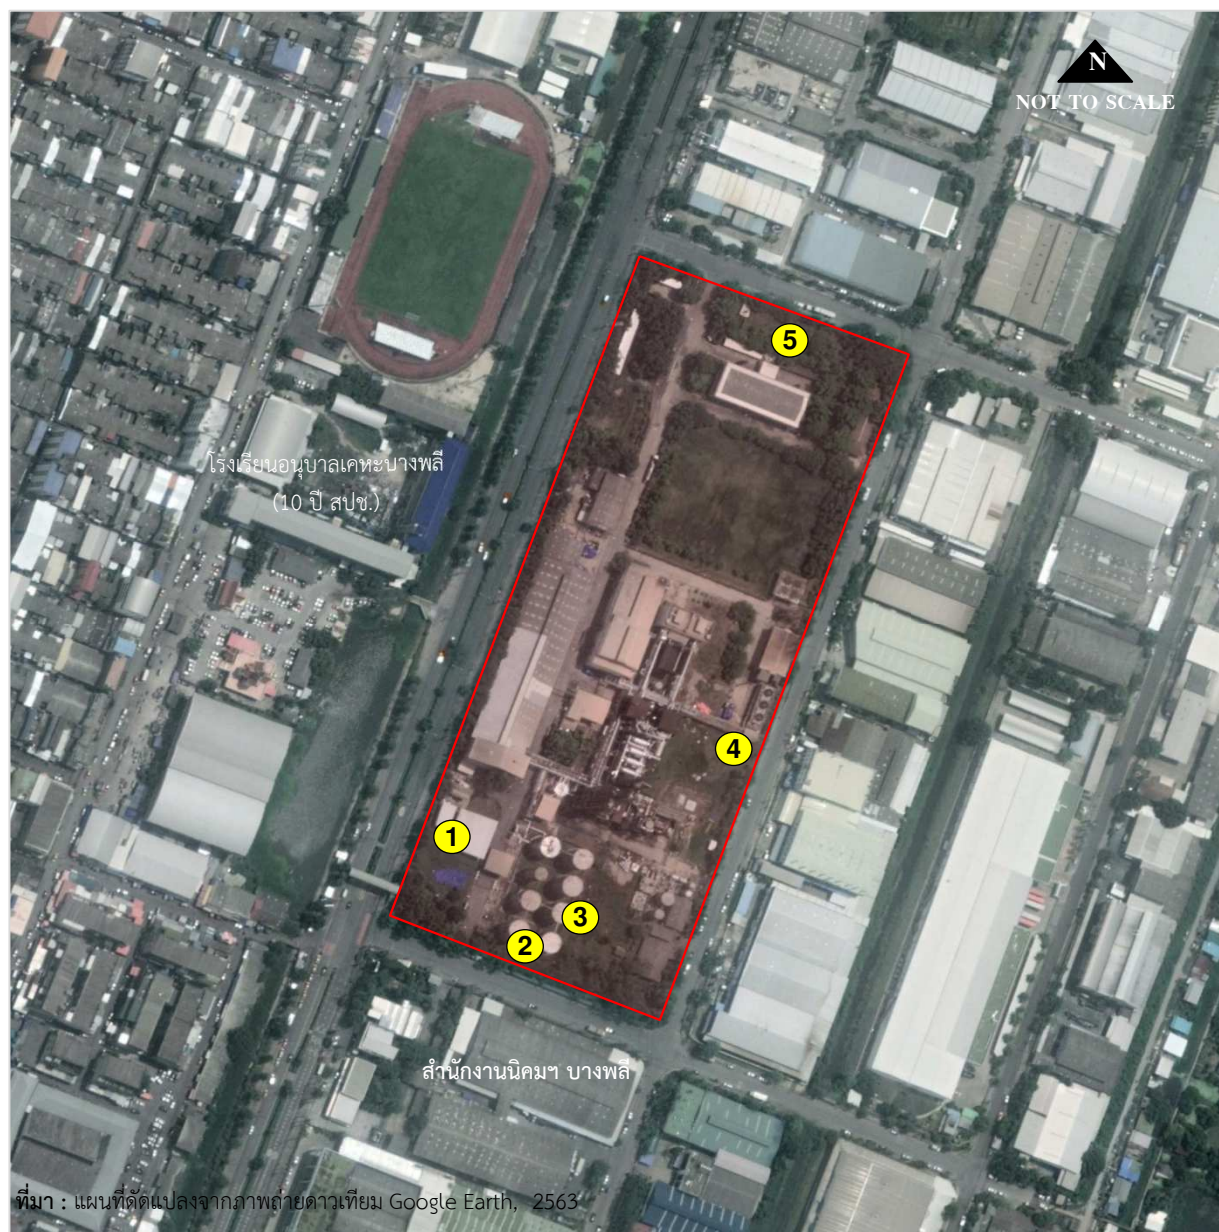 N
NOT TO SCALE
5
โรงเรียนอนุบาลเคหะบางพลี
(10 ปี สปช.)
4
1
3
2
สำนักงานนิคมฯ บางพลี
ที่มา : แผนที่ดัดแปลงจากภาพถ่ายดาวเทียม Google Earth, 2563